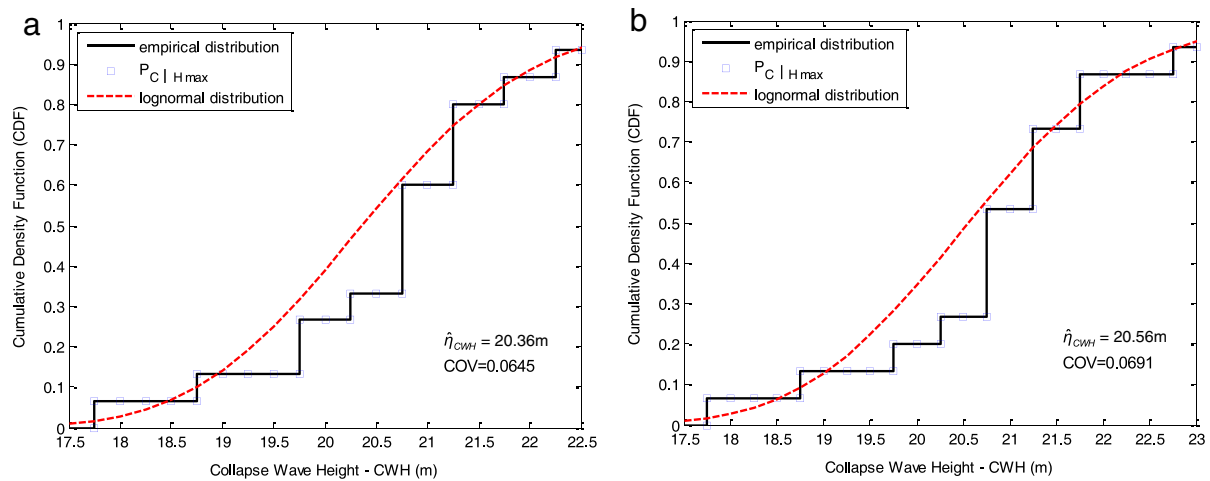 a
empirical distribution
P C | H max
lognormal distribution
Cumulative Density Function (CDF)
1
0.9
0.8
0.7
0.6
0.5
0.4
0.3
0.2
0.1
0
η̂CWH = 20.36m
COV=0.0645
17.5 18 18.5 19 19.5 20 20.5 21 21.5 22 22.5
Collapse Wave Height - CWH (m)
b
empirical distribution
P C | H max
lognormal distribution
Cumulative Density Function (CDF)
1
0.9
0.8
0.7
0.6
0.5
0.4
0.3
0.2
0.1
0
η̂CWH = 20.56m
COV=0.0691
17.5 18 18.5 19 19.5 20 20.5 21 21.5 22 22.5 23
Collapse Wave Height - CWH (m)